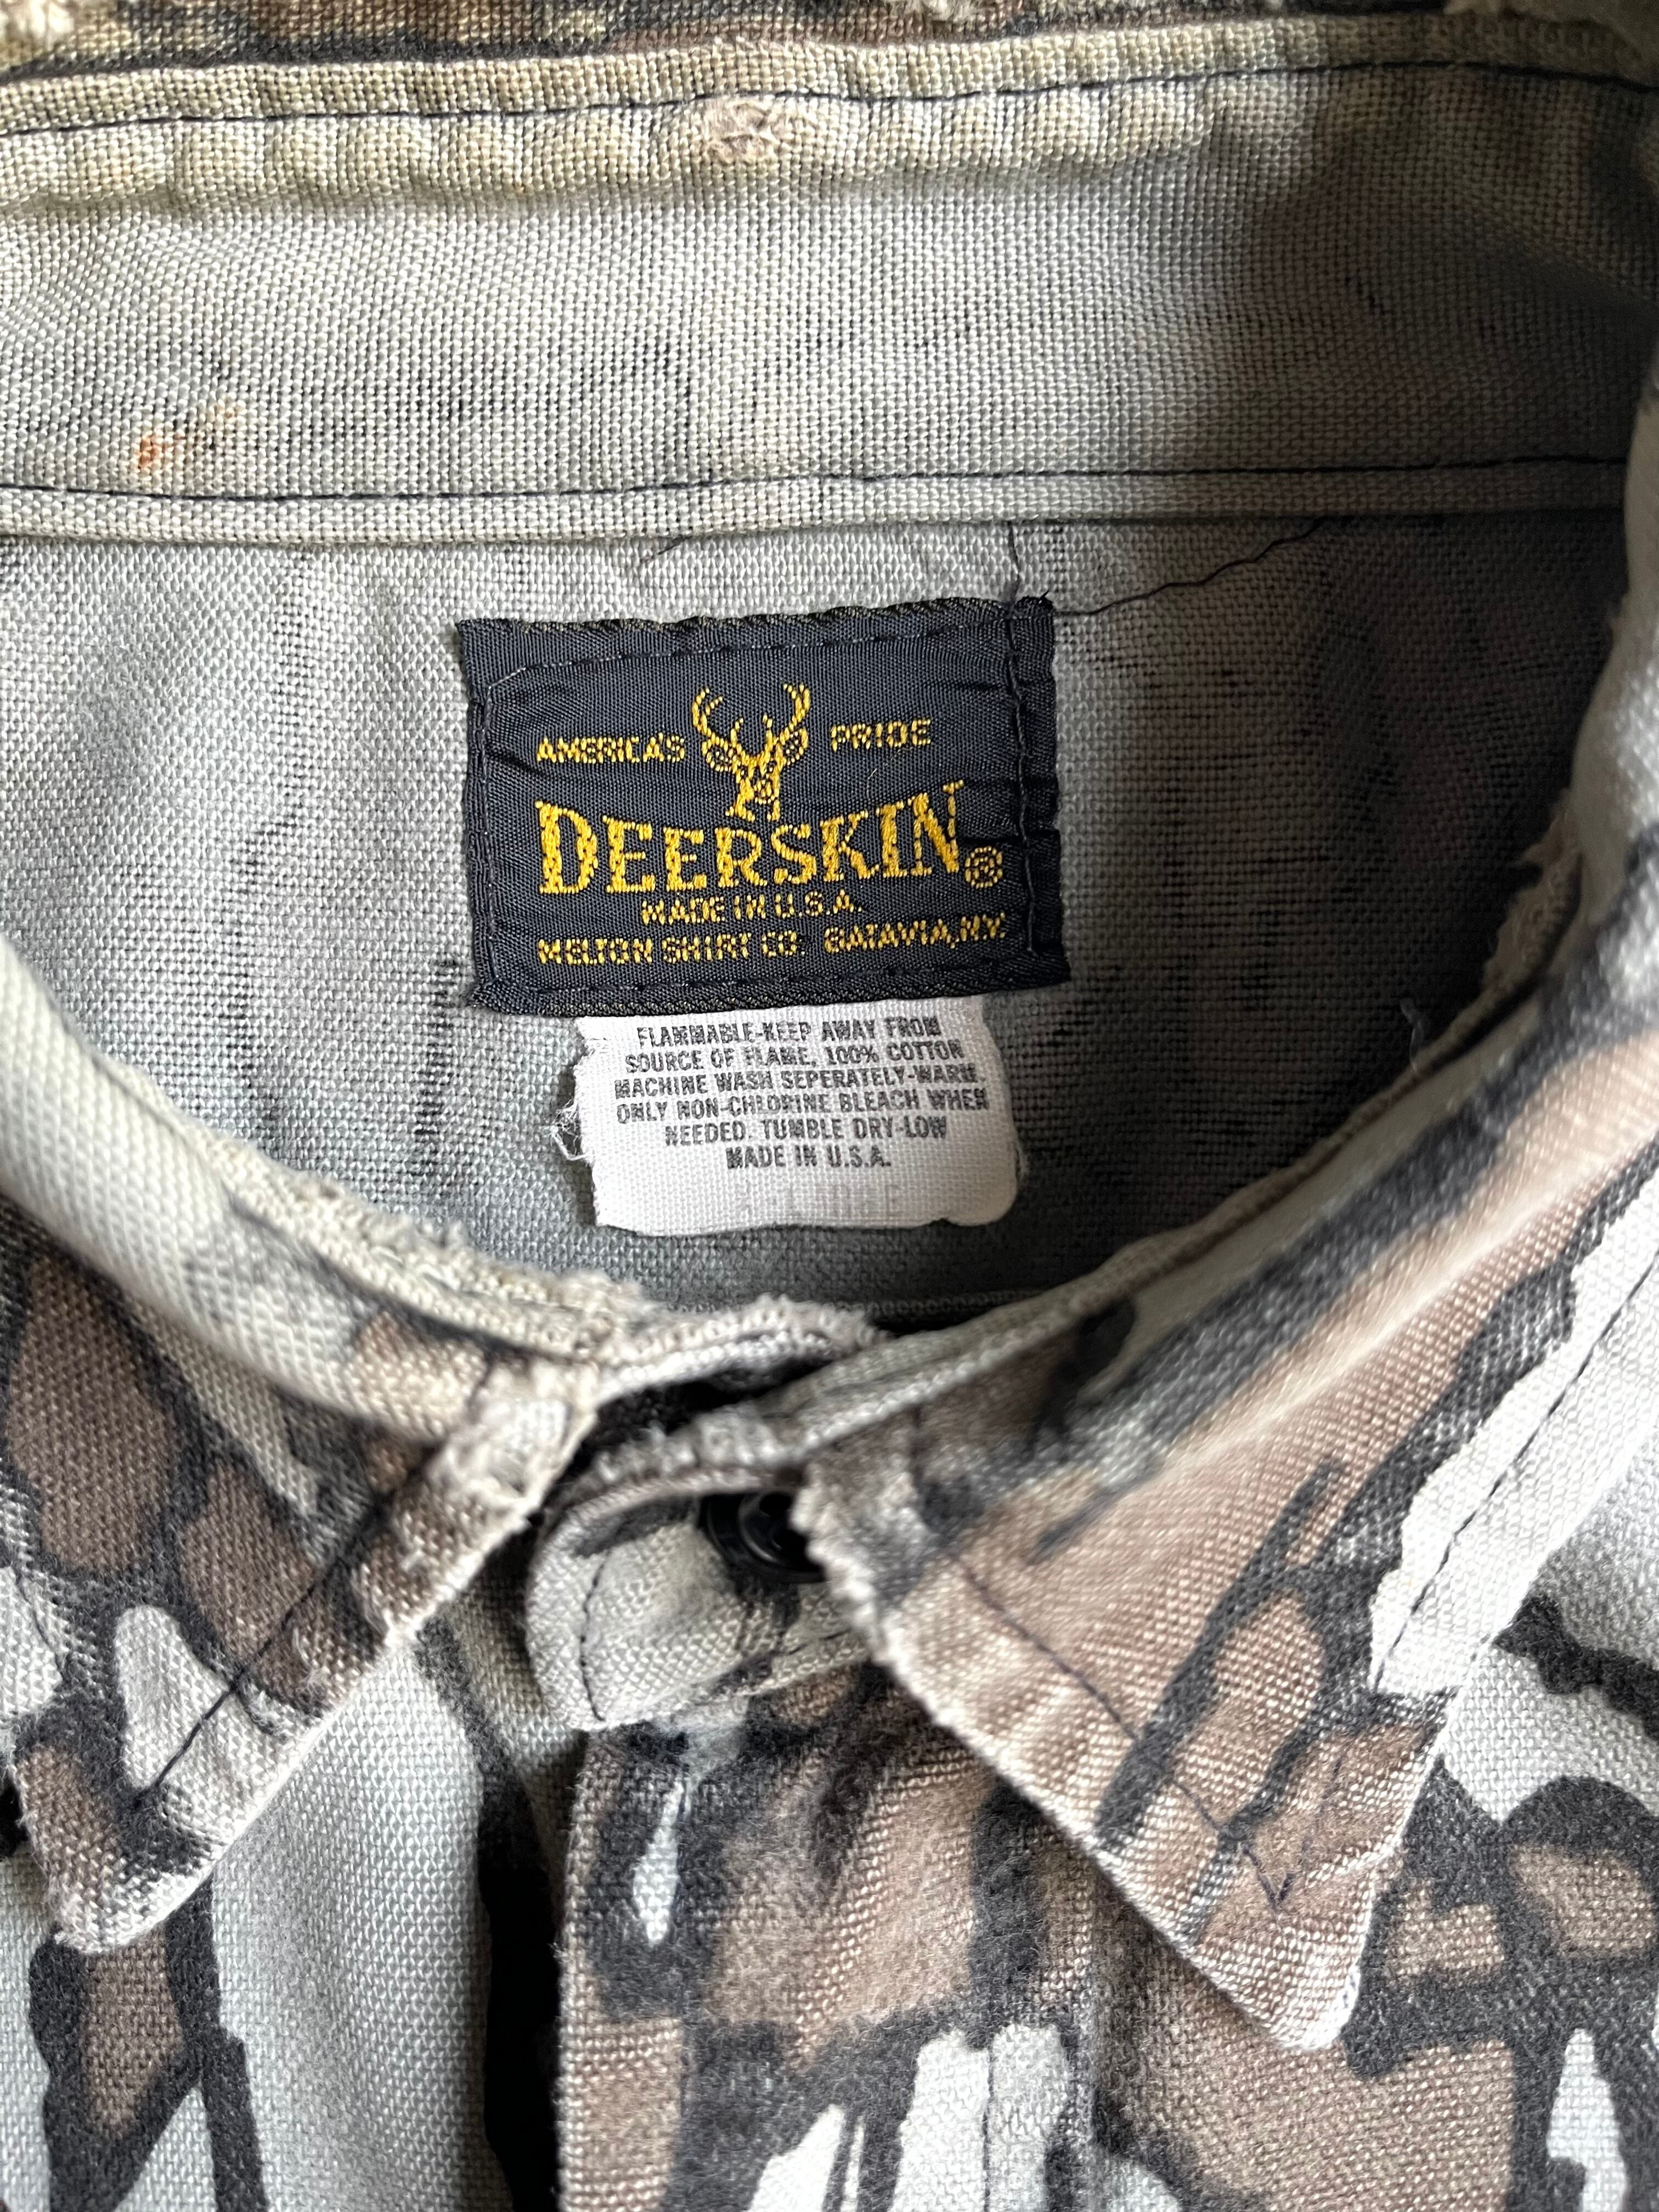 AMERICA'S PRIDE
DEERSKIN®
MADE IN U.S.A.
MELTON SHIRT CO. BATAVIA, NY.
FLAMMABLE-KEEP AWAY FROM
SOURCE OF FLAME, 100% COTTON
MACHINE WASH SEPERATELY-WARM,
ONLY NON-CHLORINE BLEACH WHEN
NEEDED. TUMBLE DRY-LOW
MADE IN U.S.A.